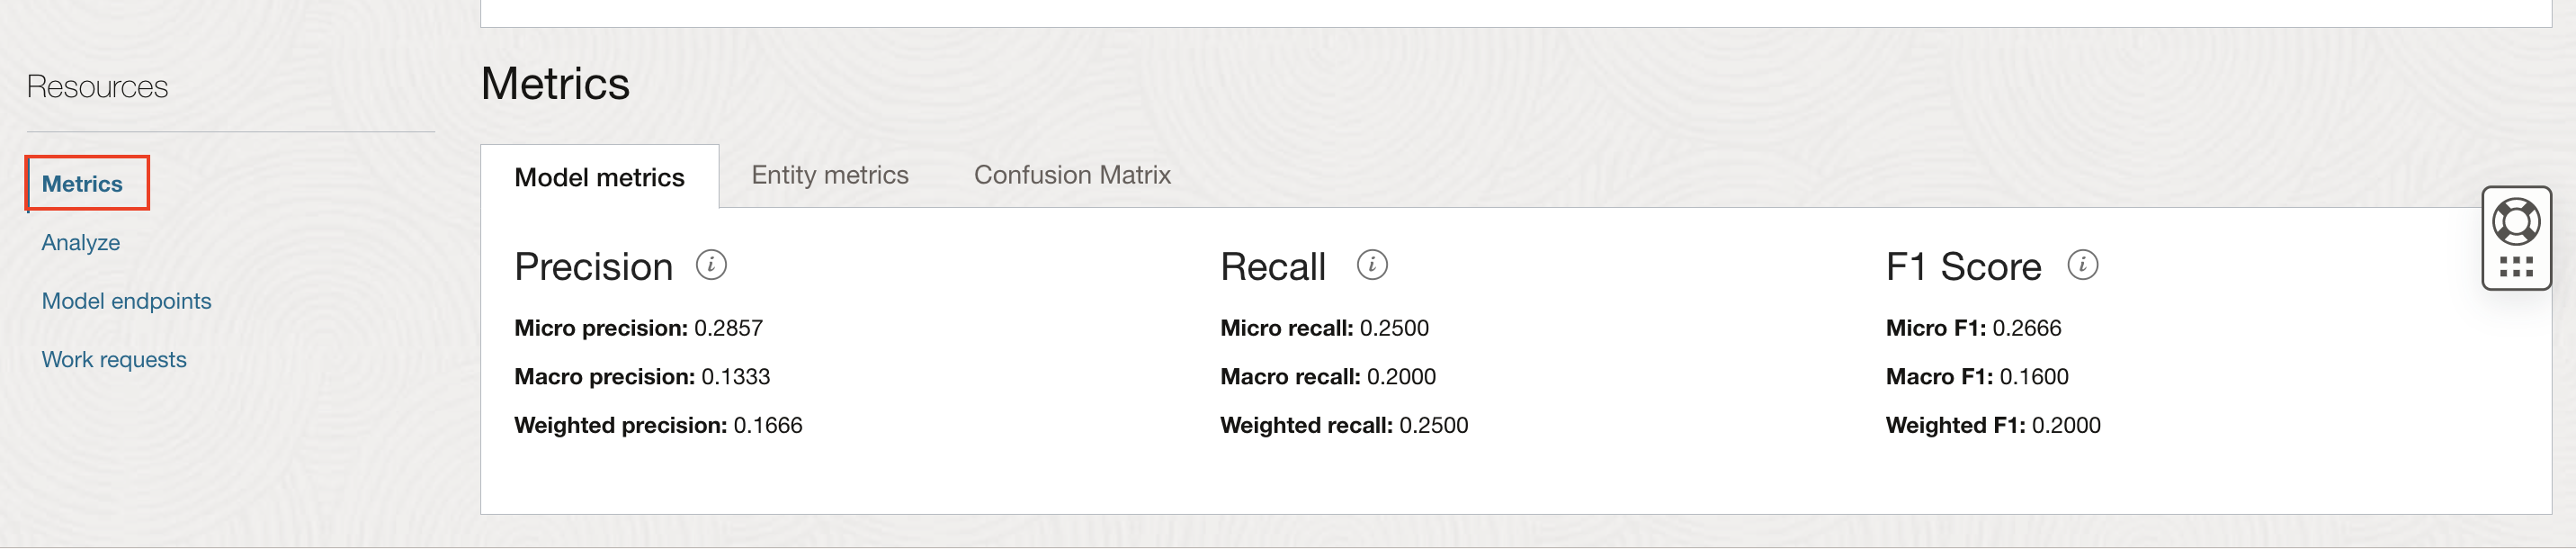 Resources
Metrics
Analyze
Model endpoints
Work requests
Metrics
Model metrics
Entity metrics
Confusion Matrix
Precision
Micro precision: 0.2857
Macro precision: 0.1333
Weighted precision: 0.1666
Recall
Micro recall: 0.2500
Macro recall: 0.2000
Weighted recall: 0.2500
F1 Score
Micro F1: 0.2666
Macro F1: 0.1600
Weighted F1: 0.2000